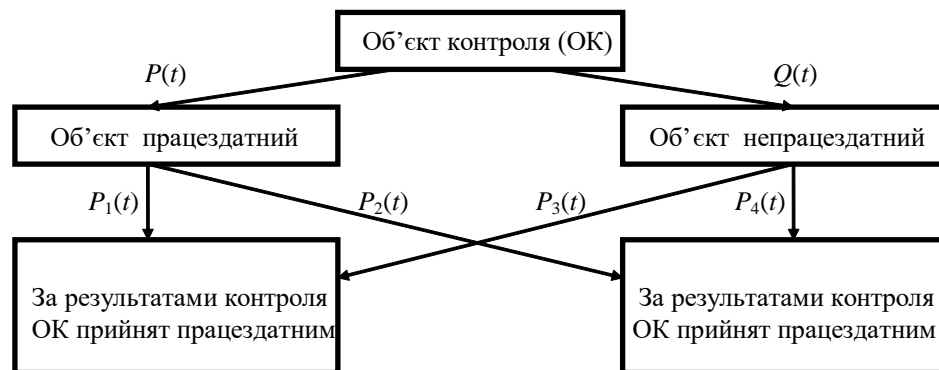 Об’єкт контроля (ОК)
P(t)
Q(t)
Об’єкт працездатний
Об’єкт непрацездатний
P₁(t)
P₂(t)
P₃(t)
P₄(t)
За результатами контроля
ОК прийнят працездатним
За результатами контроля
ОК прийнят працездатним